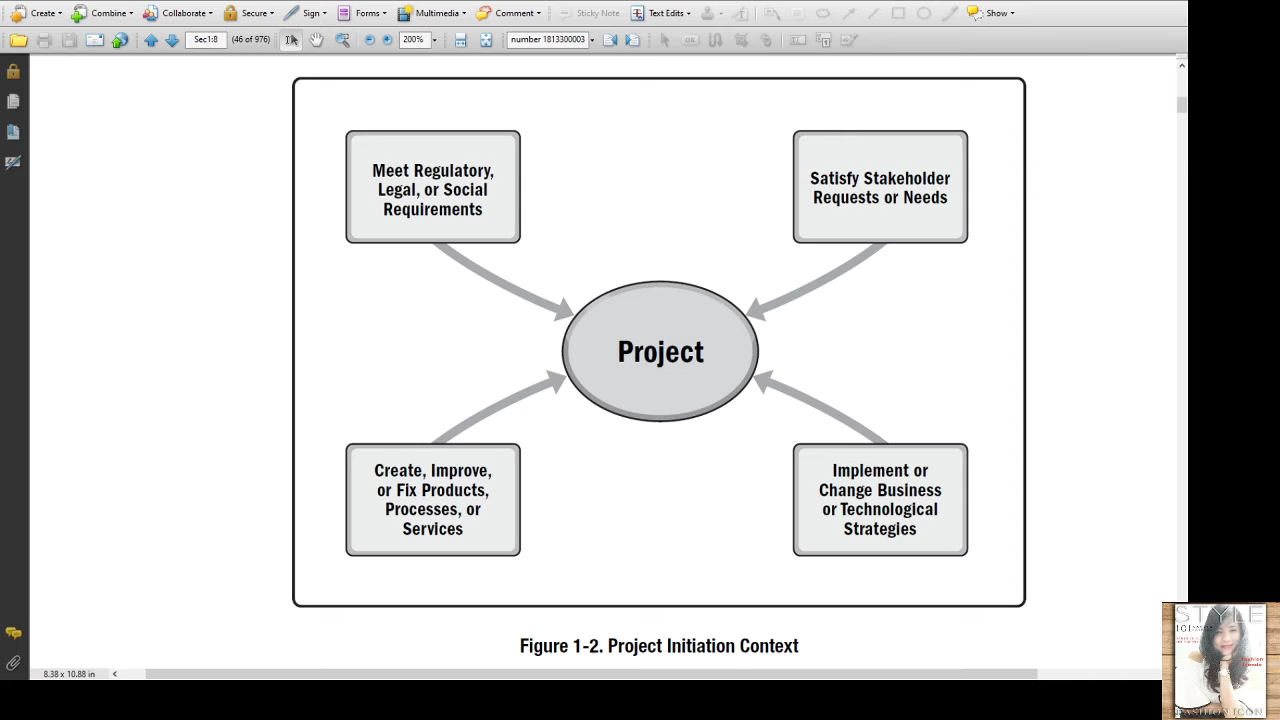 Create
Combine
Collaborate
Secure
Sign
Forms
Multimedia
Comment
Sticky Note
Text Edits
Show
Sec1:8
(46 of 976)
200%
number 1813300003
Meet Regulatory,
Legal, or Social
Requirements
Satisfy Stakeholder
Requests or Needs
Project
Create, Improve,
or Fix Products,
Processes, or
Services
Implement or
Change Business
or Technological
Strategies
Figure 1-2. Project Initiation Context
8.38 x 10.88 in
STYLE
101
FASHION ICON